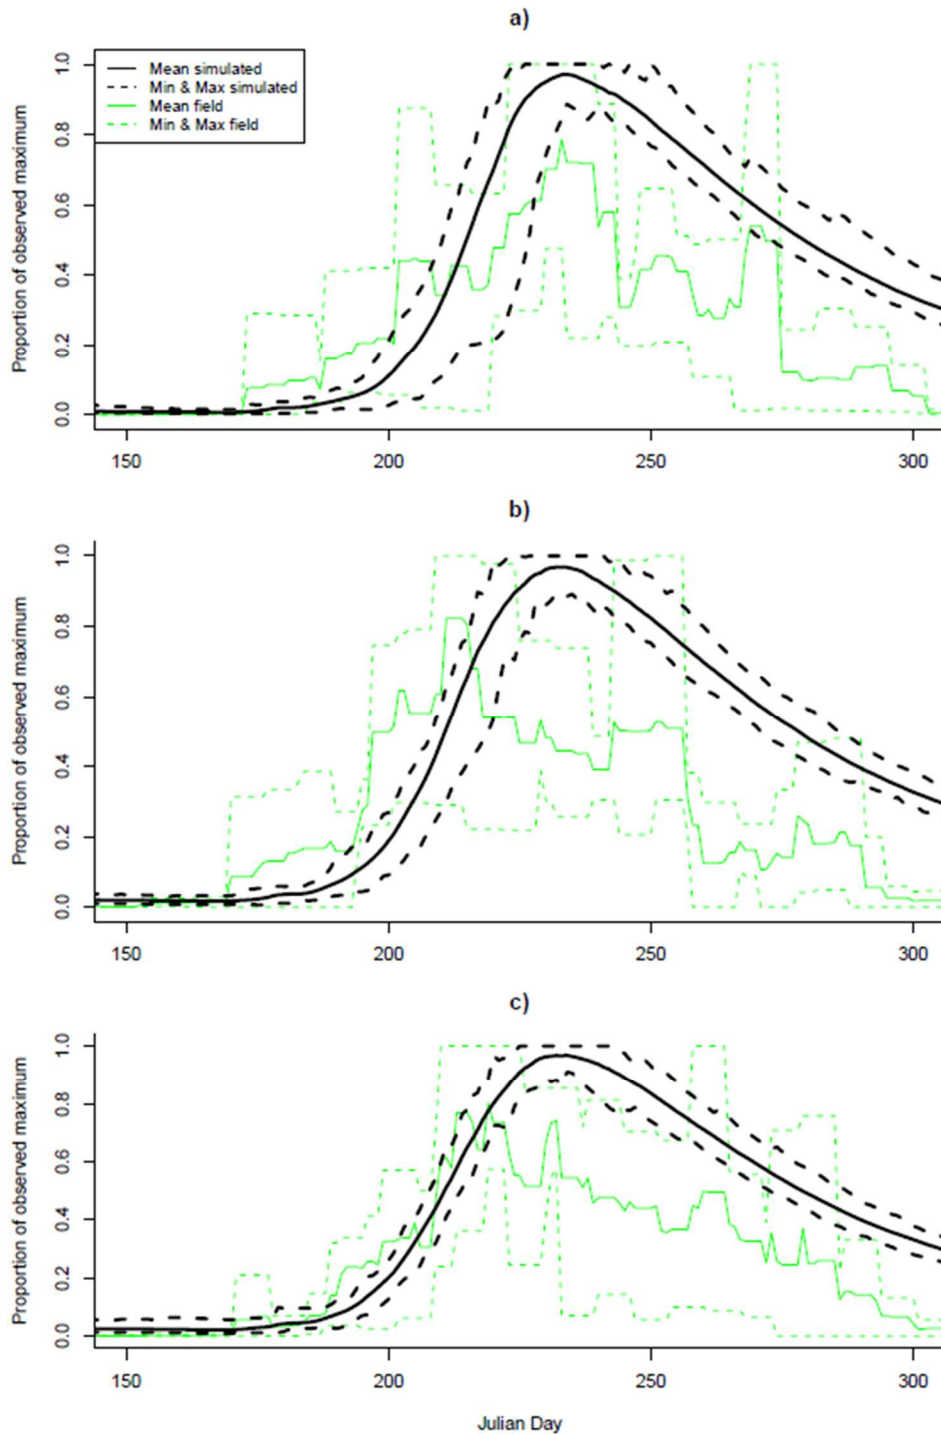 a)
Proportion of observed maximum
0.0 0.2 0.4 0.6 0.8 1.0
Mean simulated
Min & Max simulated
Mean field
Min & Max field
150 200 250 300
b)
Proportion of observed maximum
0.0 0.2 0.4 0.6 0.8 1.0
150 200 250 300
c)
Proportion of observed maximum
0.0 0.2 0.4 0.6 0.8 1.0
150 200 250 300
Julian Day